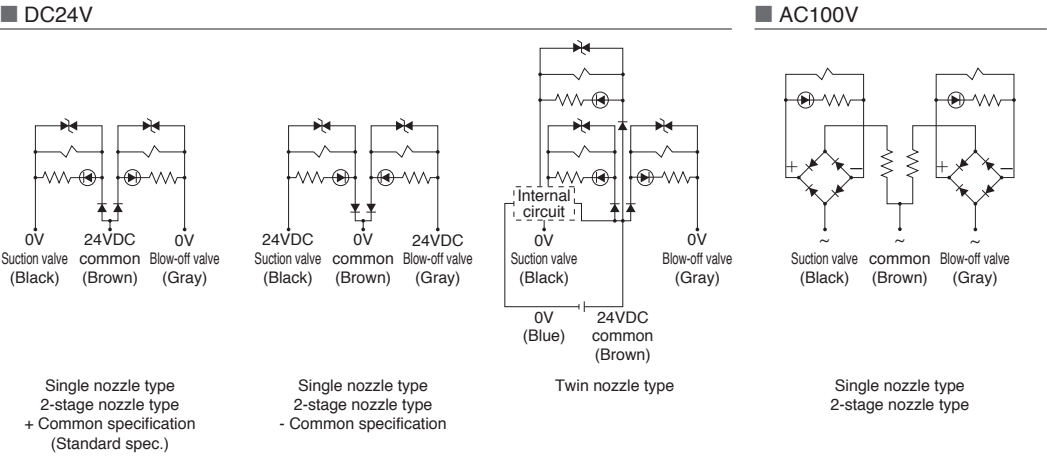 ■ DC24V
■ AC100V
0V
Suction valve
(Black)
24VDC
common
(Brown)
0V
Blow-off valve
(Gray)
24VDC
Suction valve
(Black)
0V
common
(Brown)
24VDC
Blow-off valve
(Gray)
Internal
circuit
0V
Suction valve
(Black)
0V
Blow-off valve
(Gray)
0V
(Blue)
24VDC
common
(Brown)
+
−
+
−
~
Suction valve
(Black)
~
common
(Brown)
~
Blow-off valve
(Gray)
Single nozzle type
2-stage nozzle type
+ Common specification
(Standard spec.)
Single nozzle type
2-stage nozzle type
- Common specification
Twin nozzle type
Single nozzle type
2-stage nozzle type